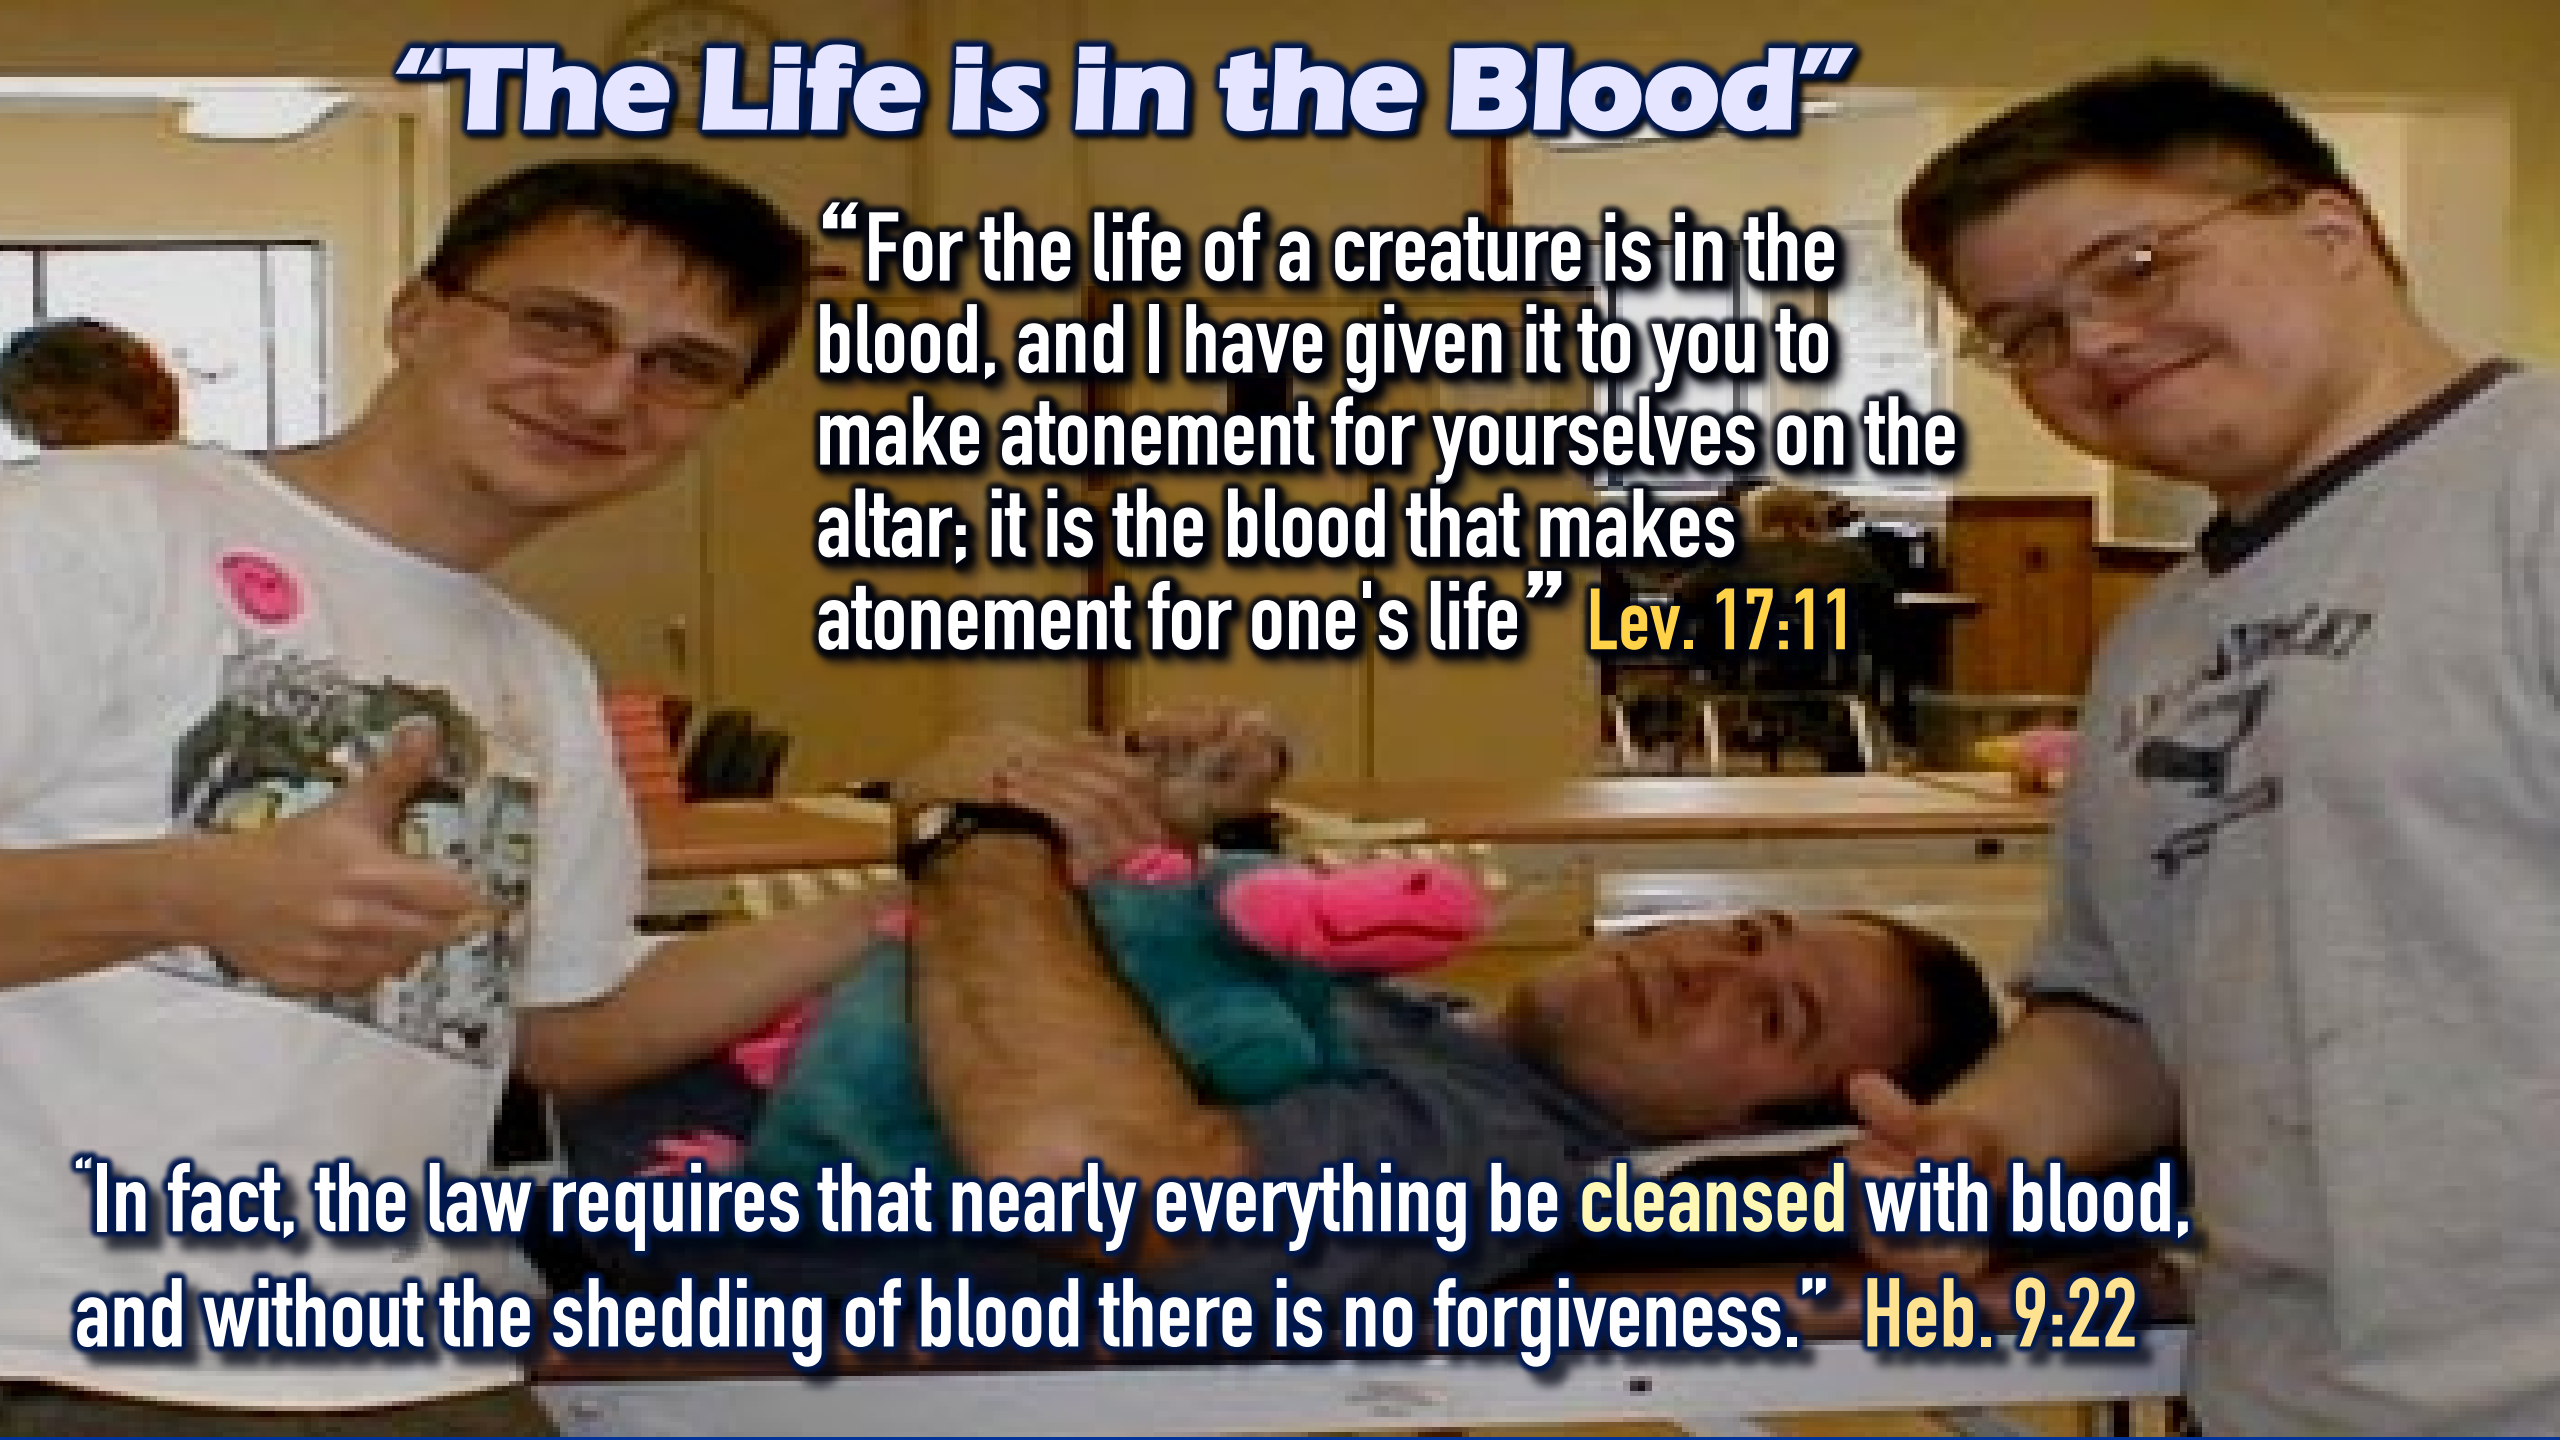 “The Life is in the Blood”
“For the life of a creature is in the
blood, and I have given it to you to
make atonement for yourselves on the
altar; it is the blood that makes
atonement for one's life” Lev. 17:11
“In fact, the law requires that nearly everything be cleansed with blood,
and without the shedding of blood there is no forgiveness.” Heb. 9:22